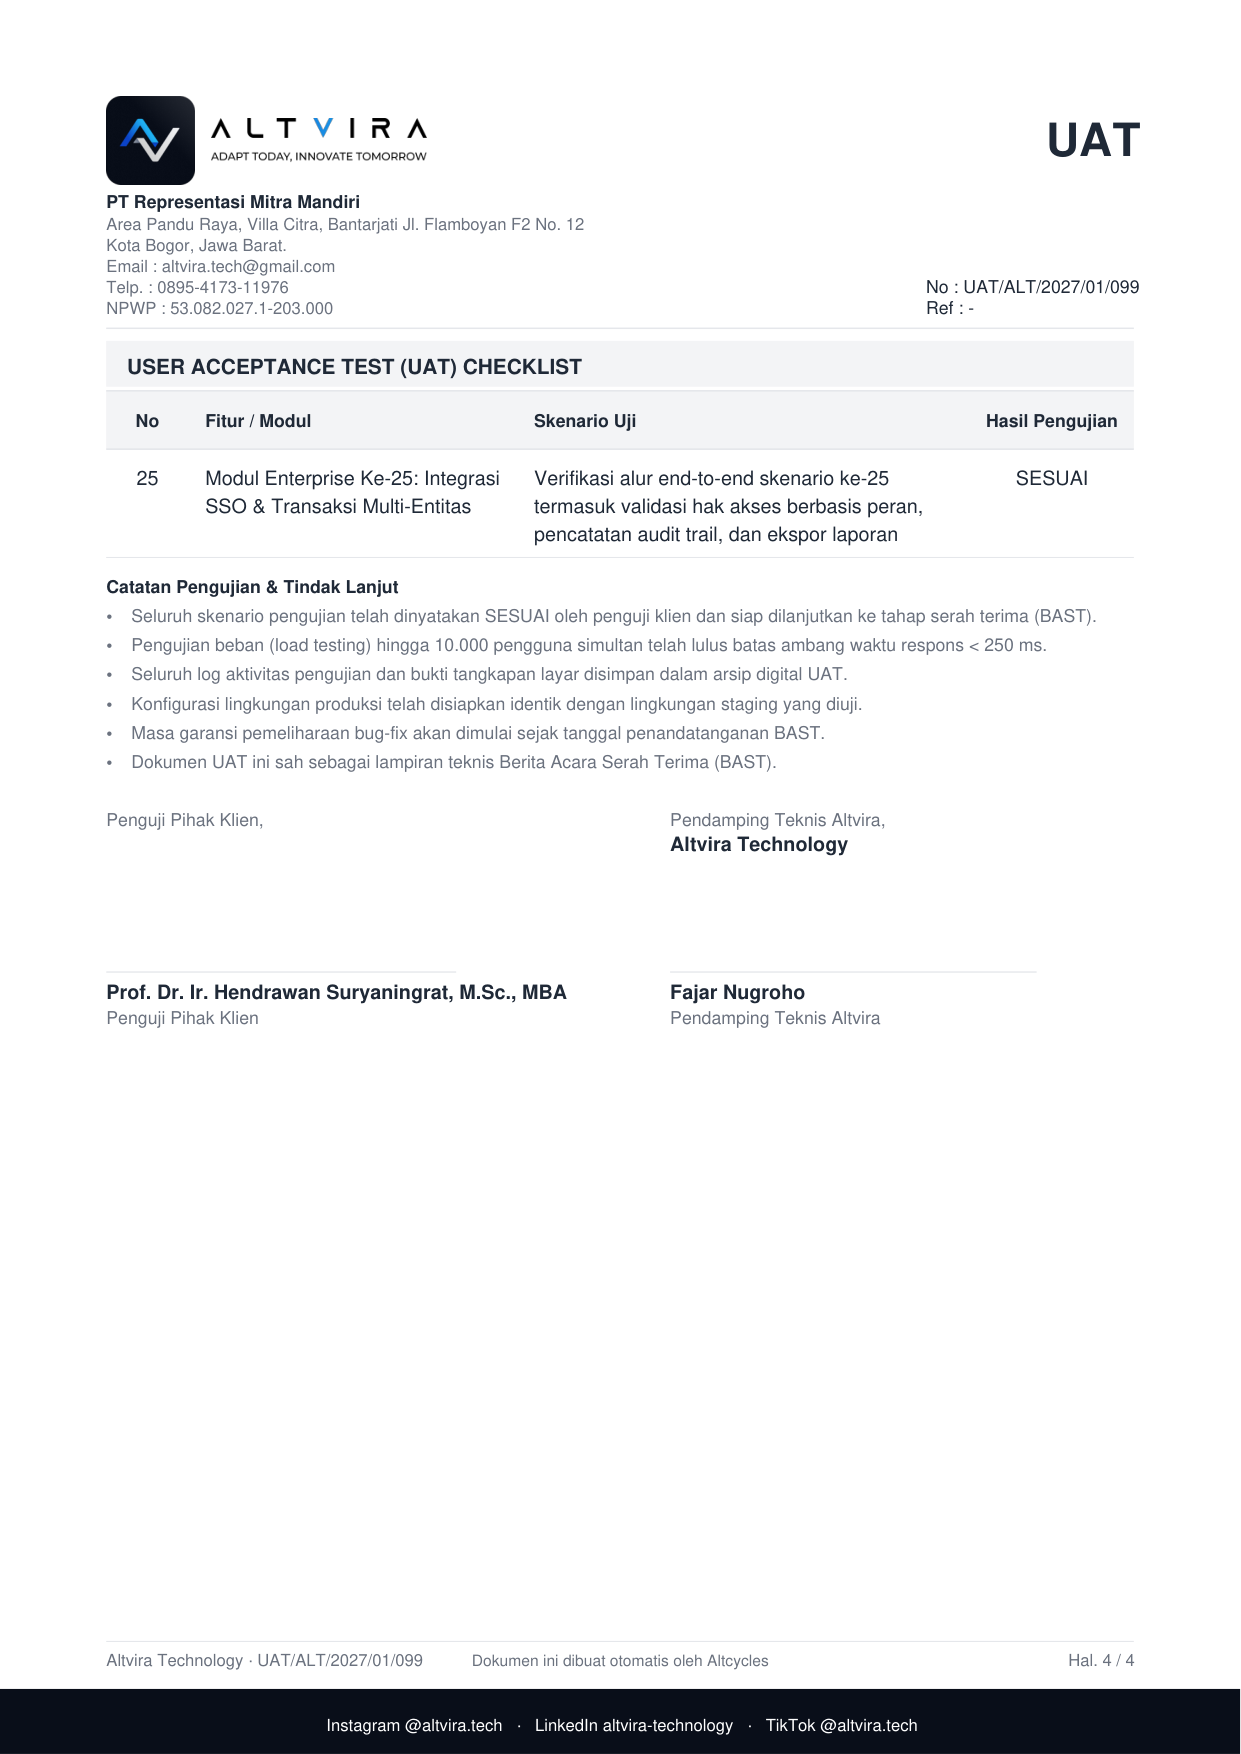 ALTVIRA
ADAPT TODAY, INNOVATE TOMORROW
UAT
PT Representasi Mitra Mandiri
Area Pandu Raya, Villa Citra, Bantarjati Jl. Flamboyan F2 No. 12
Kota Bogor, Jawa Barat.
Email : altvira.tech@gmail.com
Telp. : 0895-4173-11976
NPWP : 53.082.027.1-203.000
No : UAT/ALT/2027/01/099
Ref : -
USER ACCEPTANCE TEST (UAT) CHECKLIST
No Fitur / Modul Skenario Uji Hasil Pengujian
25 Modul Enterprise Ke-25: Integrasi Verifikasi alur end-to-end skenario ke-25 SESUAI
SSO & Transaksi Multi-Entitas termasuk validasi hak akses berbasis peran,
pencatatan audit trail, dan ekspor laporan
Catatan Pengujian & Tindak Lanjut
• Seluruh skenario pengujian telah dinyatakan SESUAI oleh penguji klien dan siap dilanjutkan ke tahap serah terima (BAST).
• Pengujian beban (load testing) hingga 10.000 pengguna simultan telah lulus batas ambang waktu respons < 250 ms.
• Seluruh log aktivitas pengujian dan bukti tangkapan layar disimpan dalam arsip digital UAT.
• Konfigurasi lingkungan produksi telah disiapkan identik dengan lingkungan staging yang diuji.
• Masa garansi pemeliharaan bug-fix akan dimulai sejak tanggal penandatanganan BAST.
• Dokumen UAT ini sah sebagai lampiran teknis Berita Acara Serah Terima (BAST).
Penguji Pihak Klien, Pendamping Teknis Altvira,
Altvira Technology
Prof. Dr. Ir. Hendrawan Suryaningrat, M.Sc., MBA Fajar Nugroho
Penguji Pihak Klien Pendamping Teknis Altvira
Altvira Technology · UAT/ALT/2027/01/099 Dokumen ini dibuat otomatis oleh Altcycles Hal. 4 / 4
Instagram @altvira.tech · LinkedIn altvira-technology · TikTok @altvira.tech